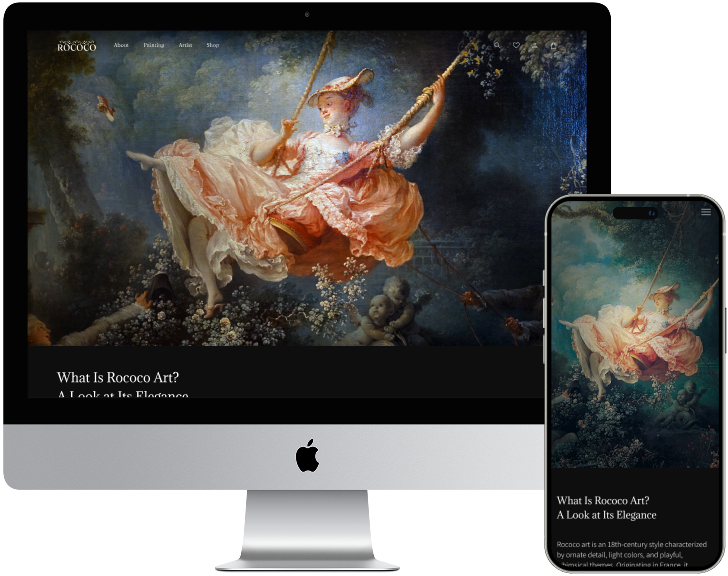 ROCOCO
About Painting Artist Shop
What Is Rococo Art?
A Look at Its Elegance
What Is Rococo Art?
A Look at Its Elegance
Rococo art is an 18th-century style characterized
by ornate detail, light colors, and playful,
whimsical themes. Originating in France, it